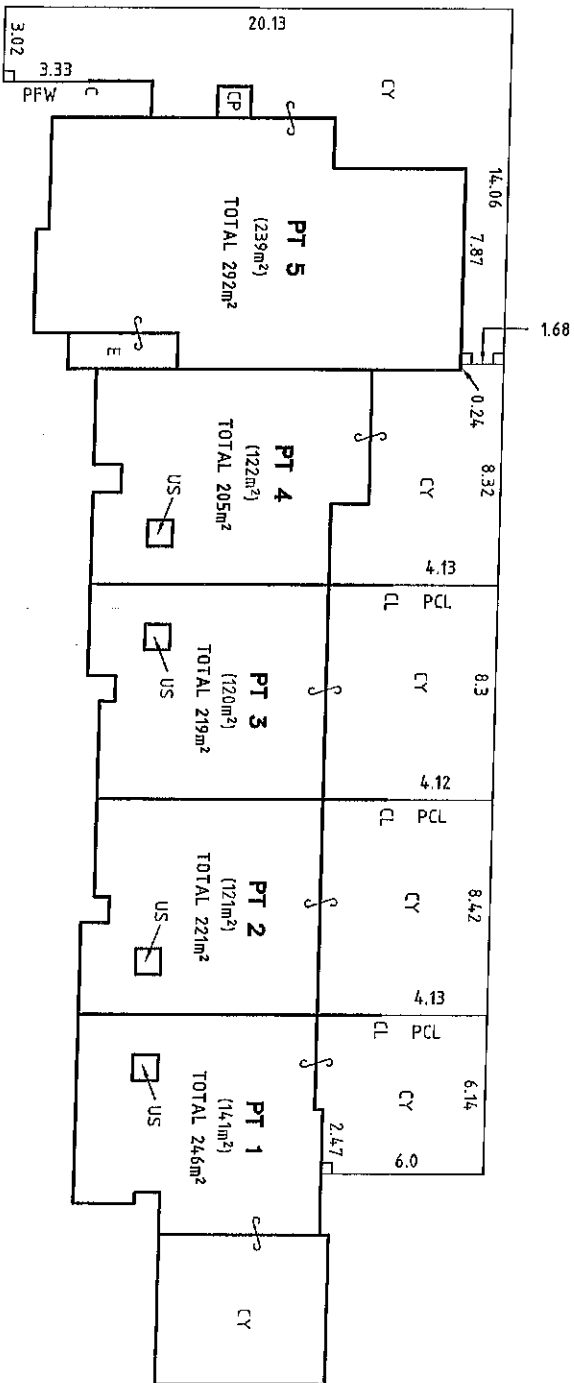 20.13
3.02
3.33
PFW
C
CP
CY
14.06
7.87
1.68
0.24
PT 5
(239m²)
TOTAL 292m²
E
8.32
CY
4.13
PT 4
(122m²)
TOTAL 205m²
US
CL PCL
8.3
CY
4.12
PT 3
(120m²)
TOTAL 219m²
US
CL PCL
8.42
CY
4.13
PT 2
(121m²)
TOTAL 221m²
US
CL PCL
6.14
CY
6.0
2.47
PT 1
(141m²)
TOTAL 246m²
US
CY